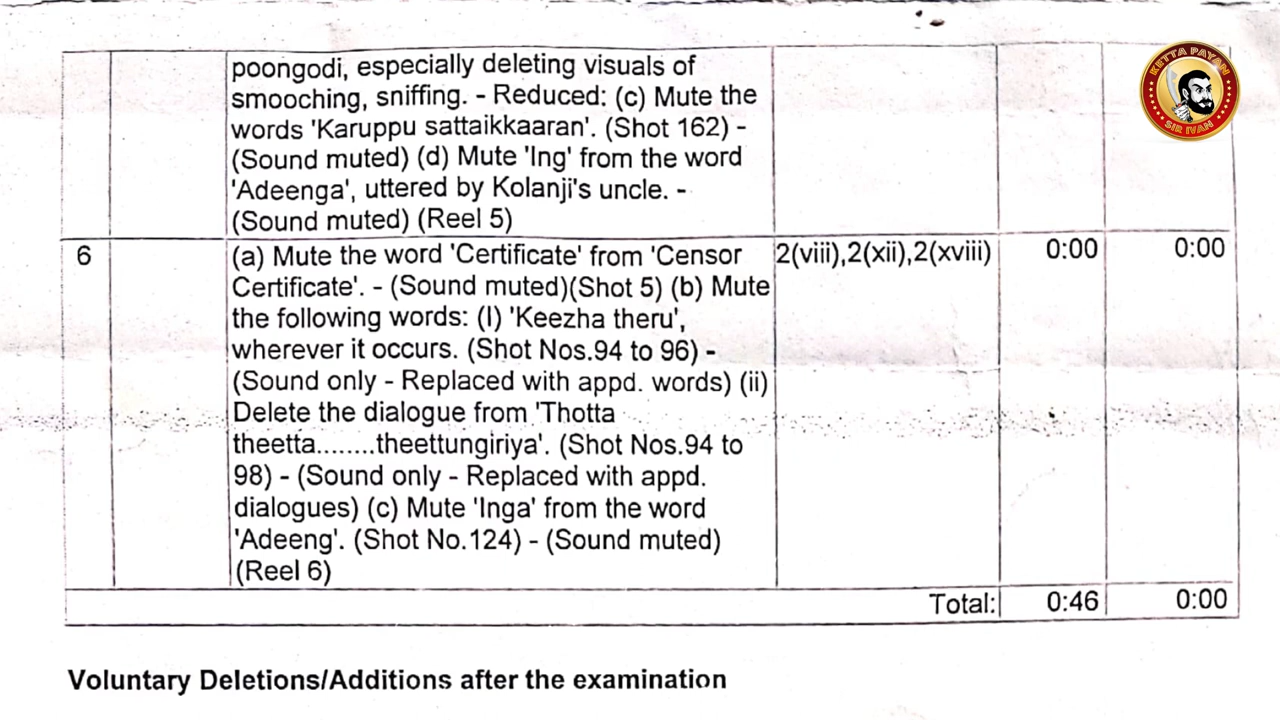 poongodi, especially deleting visuals of
smooching, sniffing. - Reduced: (c) Mute the
words 'Karuppu sattaikkaaran'. (Shot 162) -
(Sound muted) (d) Mute 'Ing' from the word
'Adeenga', uttered by Kolanji's uncle. -
(Sound muted) (Reel 5)
KETTA PAYAN
SIR IVAN
6 (a) Mute the word 'Certificate' from 'Censor 2(viii),2(xii),2(xviii) 0:00 0:00
Certificate'. - (Sound muted)(Shot 5) (b) Mute
the following words: (I) 'Keezha theru',
wherever it occurs. (Shot Nos.94 to 96) -
(Sound only - Replaced with appd. words) (ii)
Delete the dialogue from 'Thotta
theetta........theettungiriya'. (Shot Nos.94 to
98) - (Sound only - Replaced with appd.
dialogues) (c) Mute 'Inga' from the word
'Adeeng'. (Shot No.124) - (Sound muted)
(Reel 6)
Total: 0:46 0:00
Voluntary Deletions/Additions after the examination